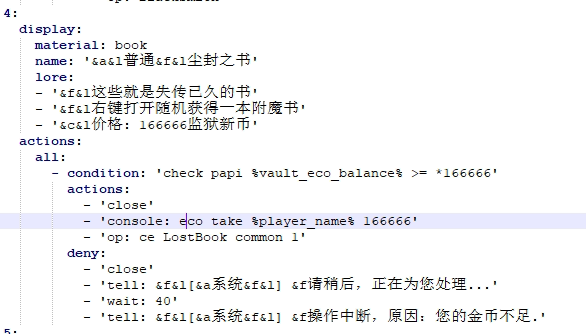 4:
display:
material: book
name: '&a&l普通&f&l尘封之书'
lore:
- '&f&l这些就是失传已久的书'
- '&f&l右键打开随机获得一本附魔书'
- '&c&l价格: 166666监狱新币'
actions:
all:
- condition: 'check papi %vault_eco_balance% >= *166666'
actions:
- 'close'
- 'console: eco take %player_name% 166666'
- 'op: ce LostBook common 1'
deny:
- 'close'
- 'tell: &f&l[&a系统&f&l] &f请稍后，正在为您处理...'
- 'wait: 40'
- 'tell: &f&l[&a系统&f&l] &f操作中断，原因: 您的金币不足.'